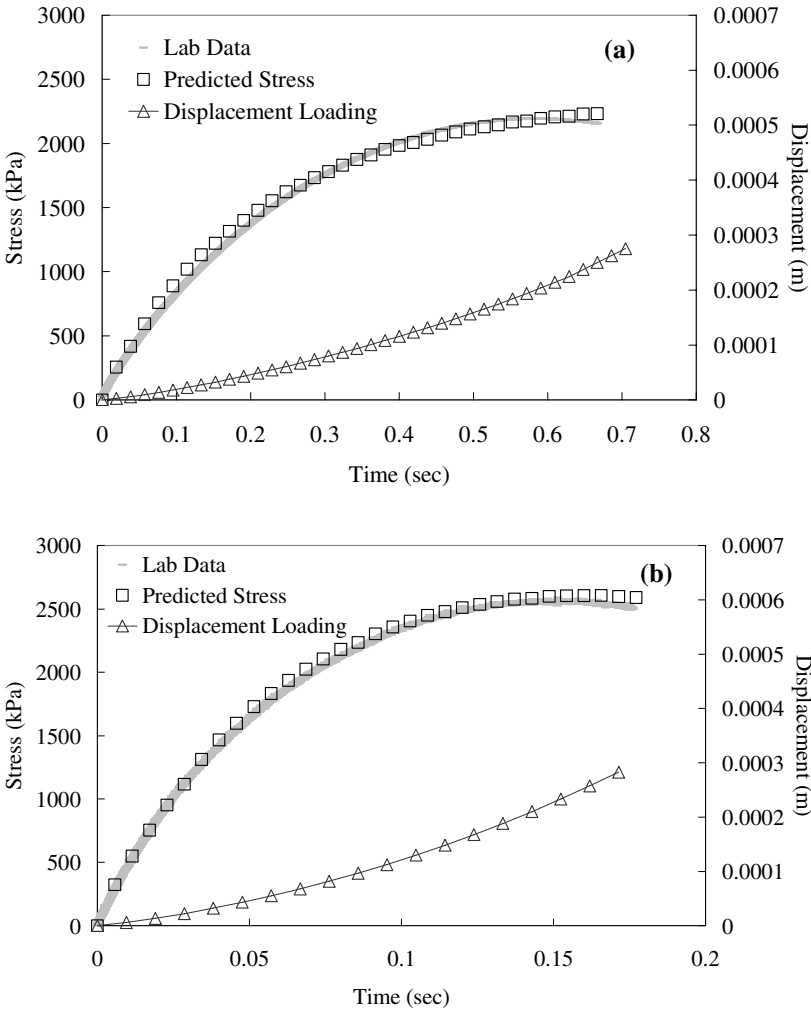 3000
2500
2000
1500
1000
500
0
Stress (kPa)
Lab Data
Predicted Stress
Displacement Loading
(a)
0.0007
0.0006
0.0005
0.0004
0.0003
0.0002
0.0001
0
Displacement (m)
0 0.1 0.2 0.3 0.4 0.5 0.6 0.7 0.8
Time (sec)
3000
2500
2000
1500
1000
500
0
Stress (kPa)
Lab Data
Predicted Stress
Displacement Loading
(b)
0.0007
0.0006
0.0005
0.0004
0.0003
0.0002
0.0001
0
Displacement (m)
0 0.05 0.1 0.15 0.2
Time (sec)